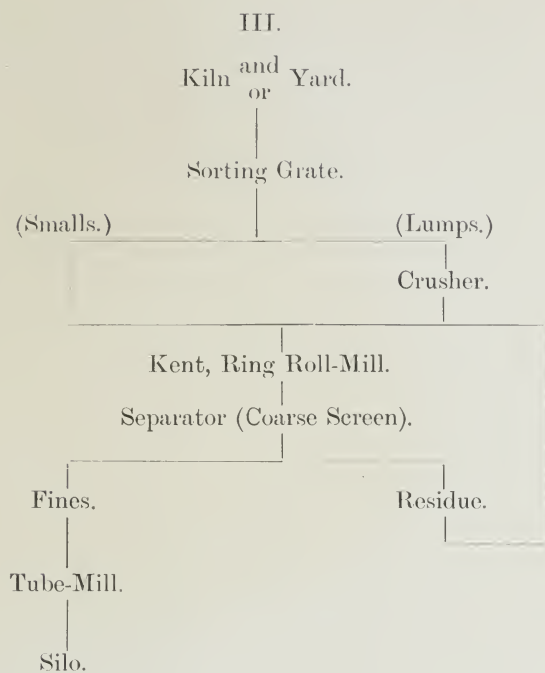 III.
Kiln and or Yard.
Sorting Grate.
(Smalls.) (Lumps.)
Crusher.
Kent, Ring Roll-Mill.
Separator (Coarse Screen).
Fines. Residue.
Tube-Mill.
Silo.